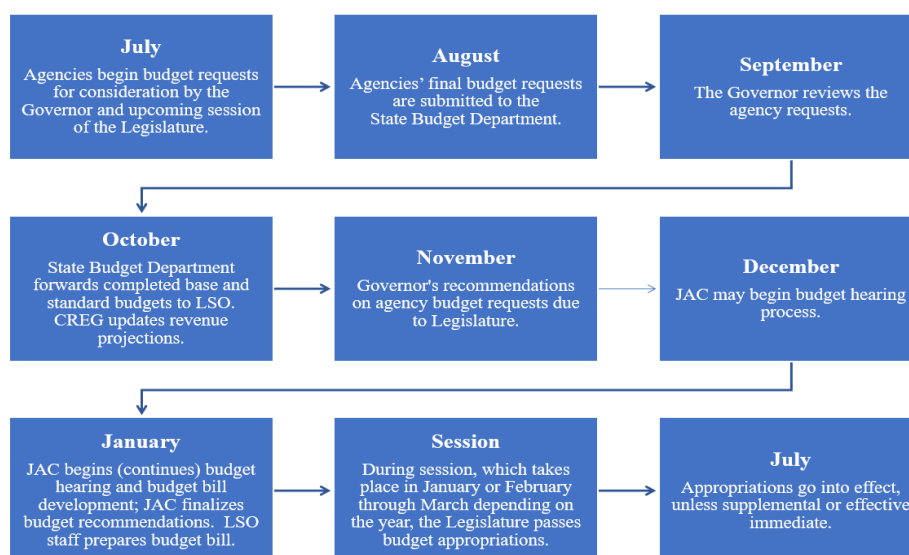 July
Agencies begin budget requests
for consideration by the
Governor and upcoming session
of the Legislature.
August
Agencies’ final budget requests
are submitted to the
State Budget Department.
September
The Governor reviews the
agency requests.
October
State Budget Department
forwards completed base and
standard budgets to LSO.
CREG updates revenue
projections.
November
Governor's recommendations
on agency budget requests due
to Legislature.
December
JAC may begin budget hearing
process.
January
JAC begins (continues) budget
hearing and budget bill
development; JAC finalizes
budget recommendations.  LSO
staff prepares budget bill.
Session
During session, which takes
place in January or February
through March depending on
the year, the Legislature passes
budget appropriations.
July
Appropriations go into effect,
unless supplemental or effective
immediate.